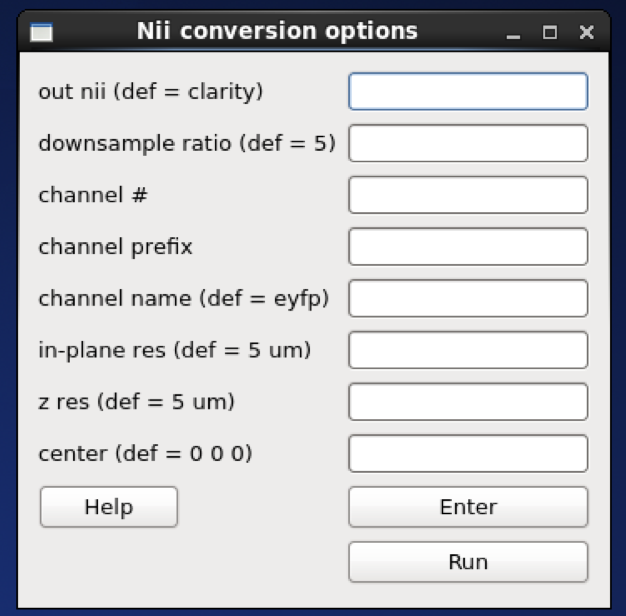 Nii conversion options
out nii (def = clarity)
downsample ratio (def = 5)
channel #
channel prefix
channel name (def = eyfp)
in-plane res (def = 5 um)
z res (def = 5 um)
center (def = 0 0 0)
Help Enter
Run